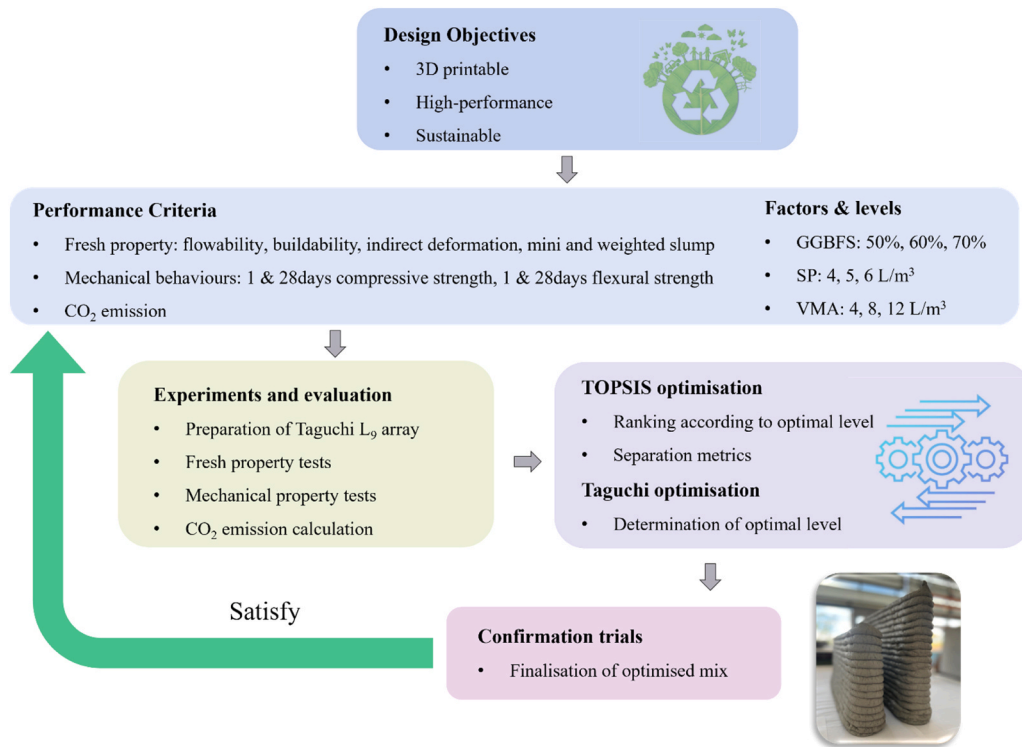 Design Objectives
• 3D printable
• High-performance
• Sustainable
Performance Criteria
• Fresh property: flowability, buildability, indirect deformation, mini and weighted slump
• Mechanical behaviours: 1 & 28days compressive strength, 1 & 28days flexural strength
• CO₂ emission
Factors & levels
• GGBFS: 50%, 60%, 70%
• SP: 4, 5, 6 L/m³
• VMA: 4, 8, 12 L/m³
Experiments and evaluation
• Preparation of Taguchi L₉ array
• Fresh property tests
• Mechanical property tests
• CO₂ emission calculation
TOPSIS optimisation
• Ranking according to optimal level
• Separation metrics
Taguchi optimisation
• Determination of optimal level
Satisfy
Confirmation trials
• Finalisation of optimised mix